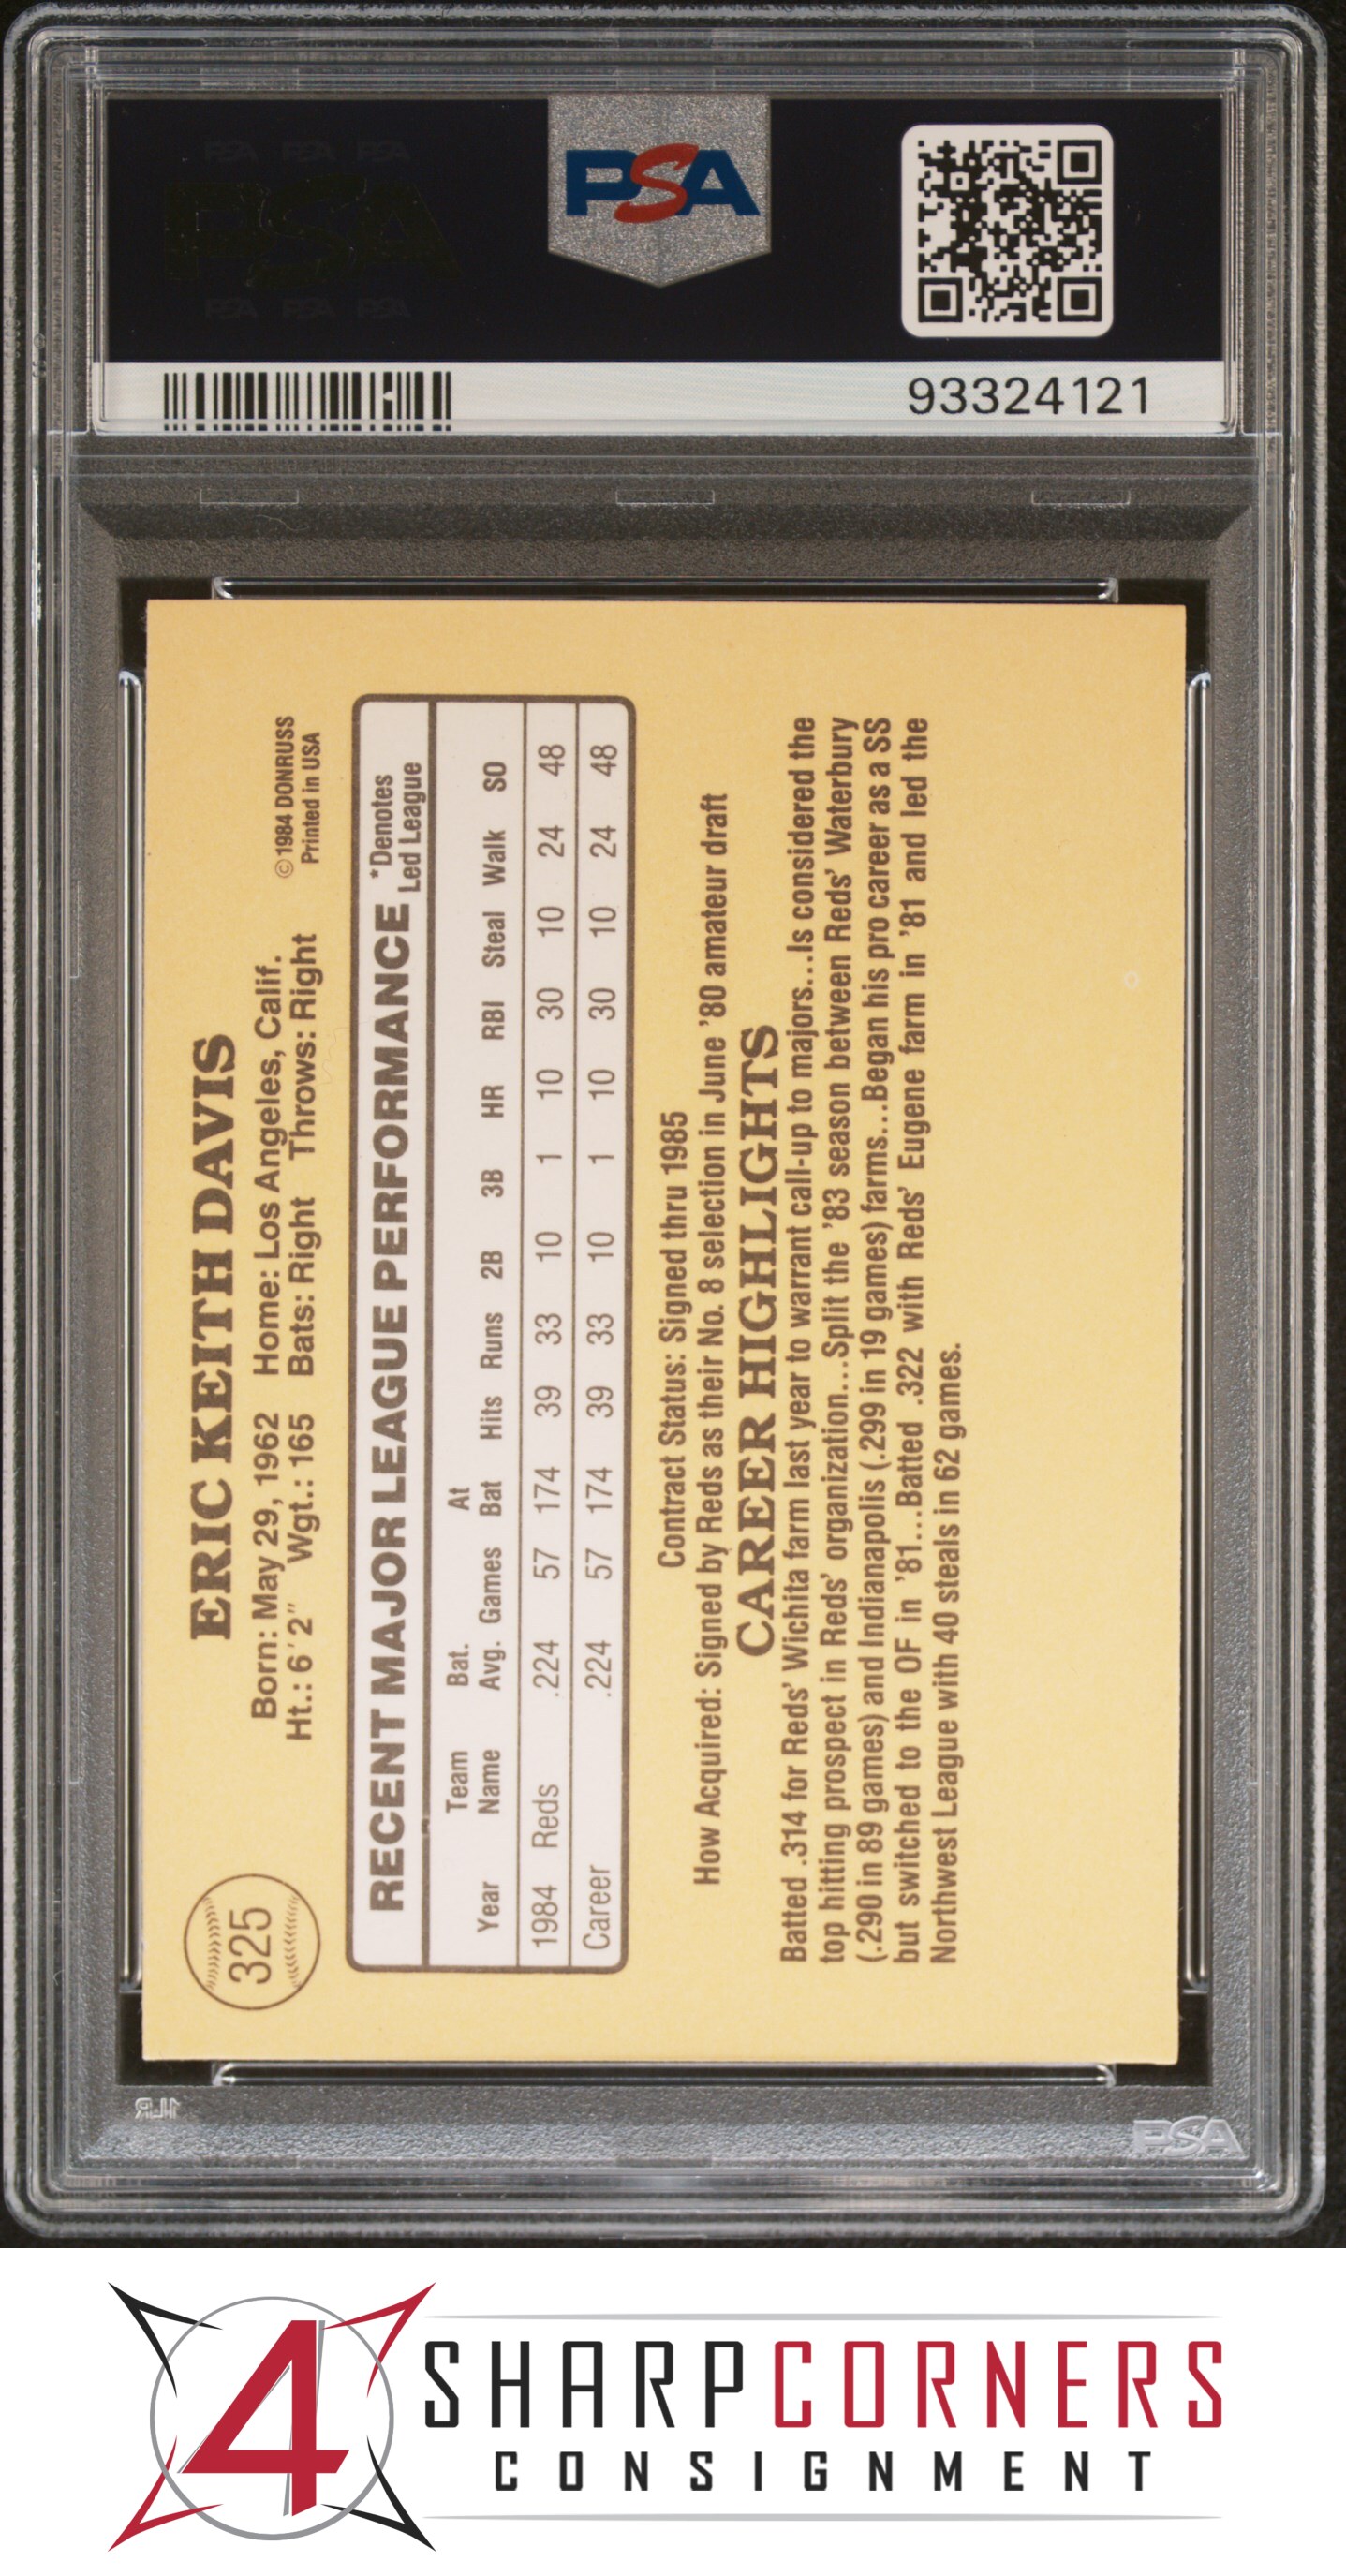 PSA PSA PSA
PSA
PSA PSA PSA
PSA
93324121
325
ERIC KEITH DAVIS
© 1984 DONRUSS
Printed in USA
Born: May 29, 1962 Home: Los Angeles, Calif.
Ht.: 6'2" Wgt.: 165 Bats: Right Throws: Right
RECENT MAJOR LEAGUE PERFORMANCE *Denotes
Led League
Year Team Name Bat. Avg. Games At Bat Hits Runs 2B 3B HR RBI Steal Walk SO
1984 Reds .224 57 174 39 33 10 1 10 30 10 24 48
Career .224 57 174 39 33 10 1 10 30 10 24 48
Contract Status: Signed thru 1985
How Acquired: Signed by Reds as their No. 8 selection in June '80 amateur draft
CAREER HIGHLIGHTS
Batted .314 for Reds' Wichita farm last year to warrant call-up to majors...Is considered the
top hitting prospect in Reds' organization...Split the '83 season between Reds' Waterbury
(.290 in 89 games) and Indianapolis (.299 in 19 games) farms...Began his pro career as a SS
but switched to the OF in '81...Batted .322 with Reds' Eugene farm in '81 and led the
Northwest League with 40 steals in 62 games.
PSA
4
SHARPCORNERS
CONSIGNMENT